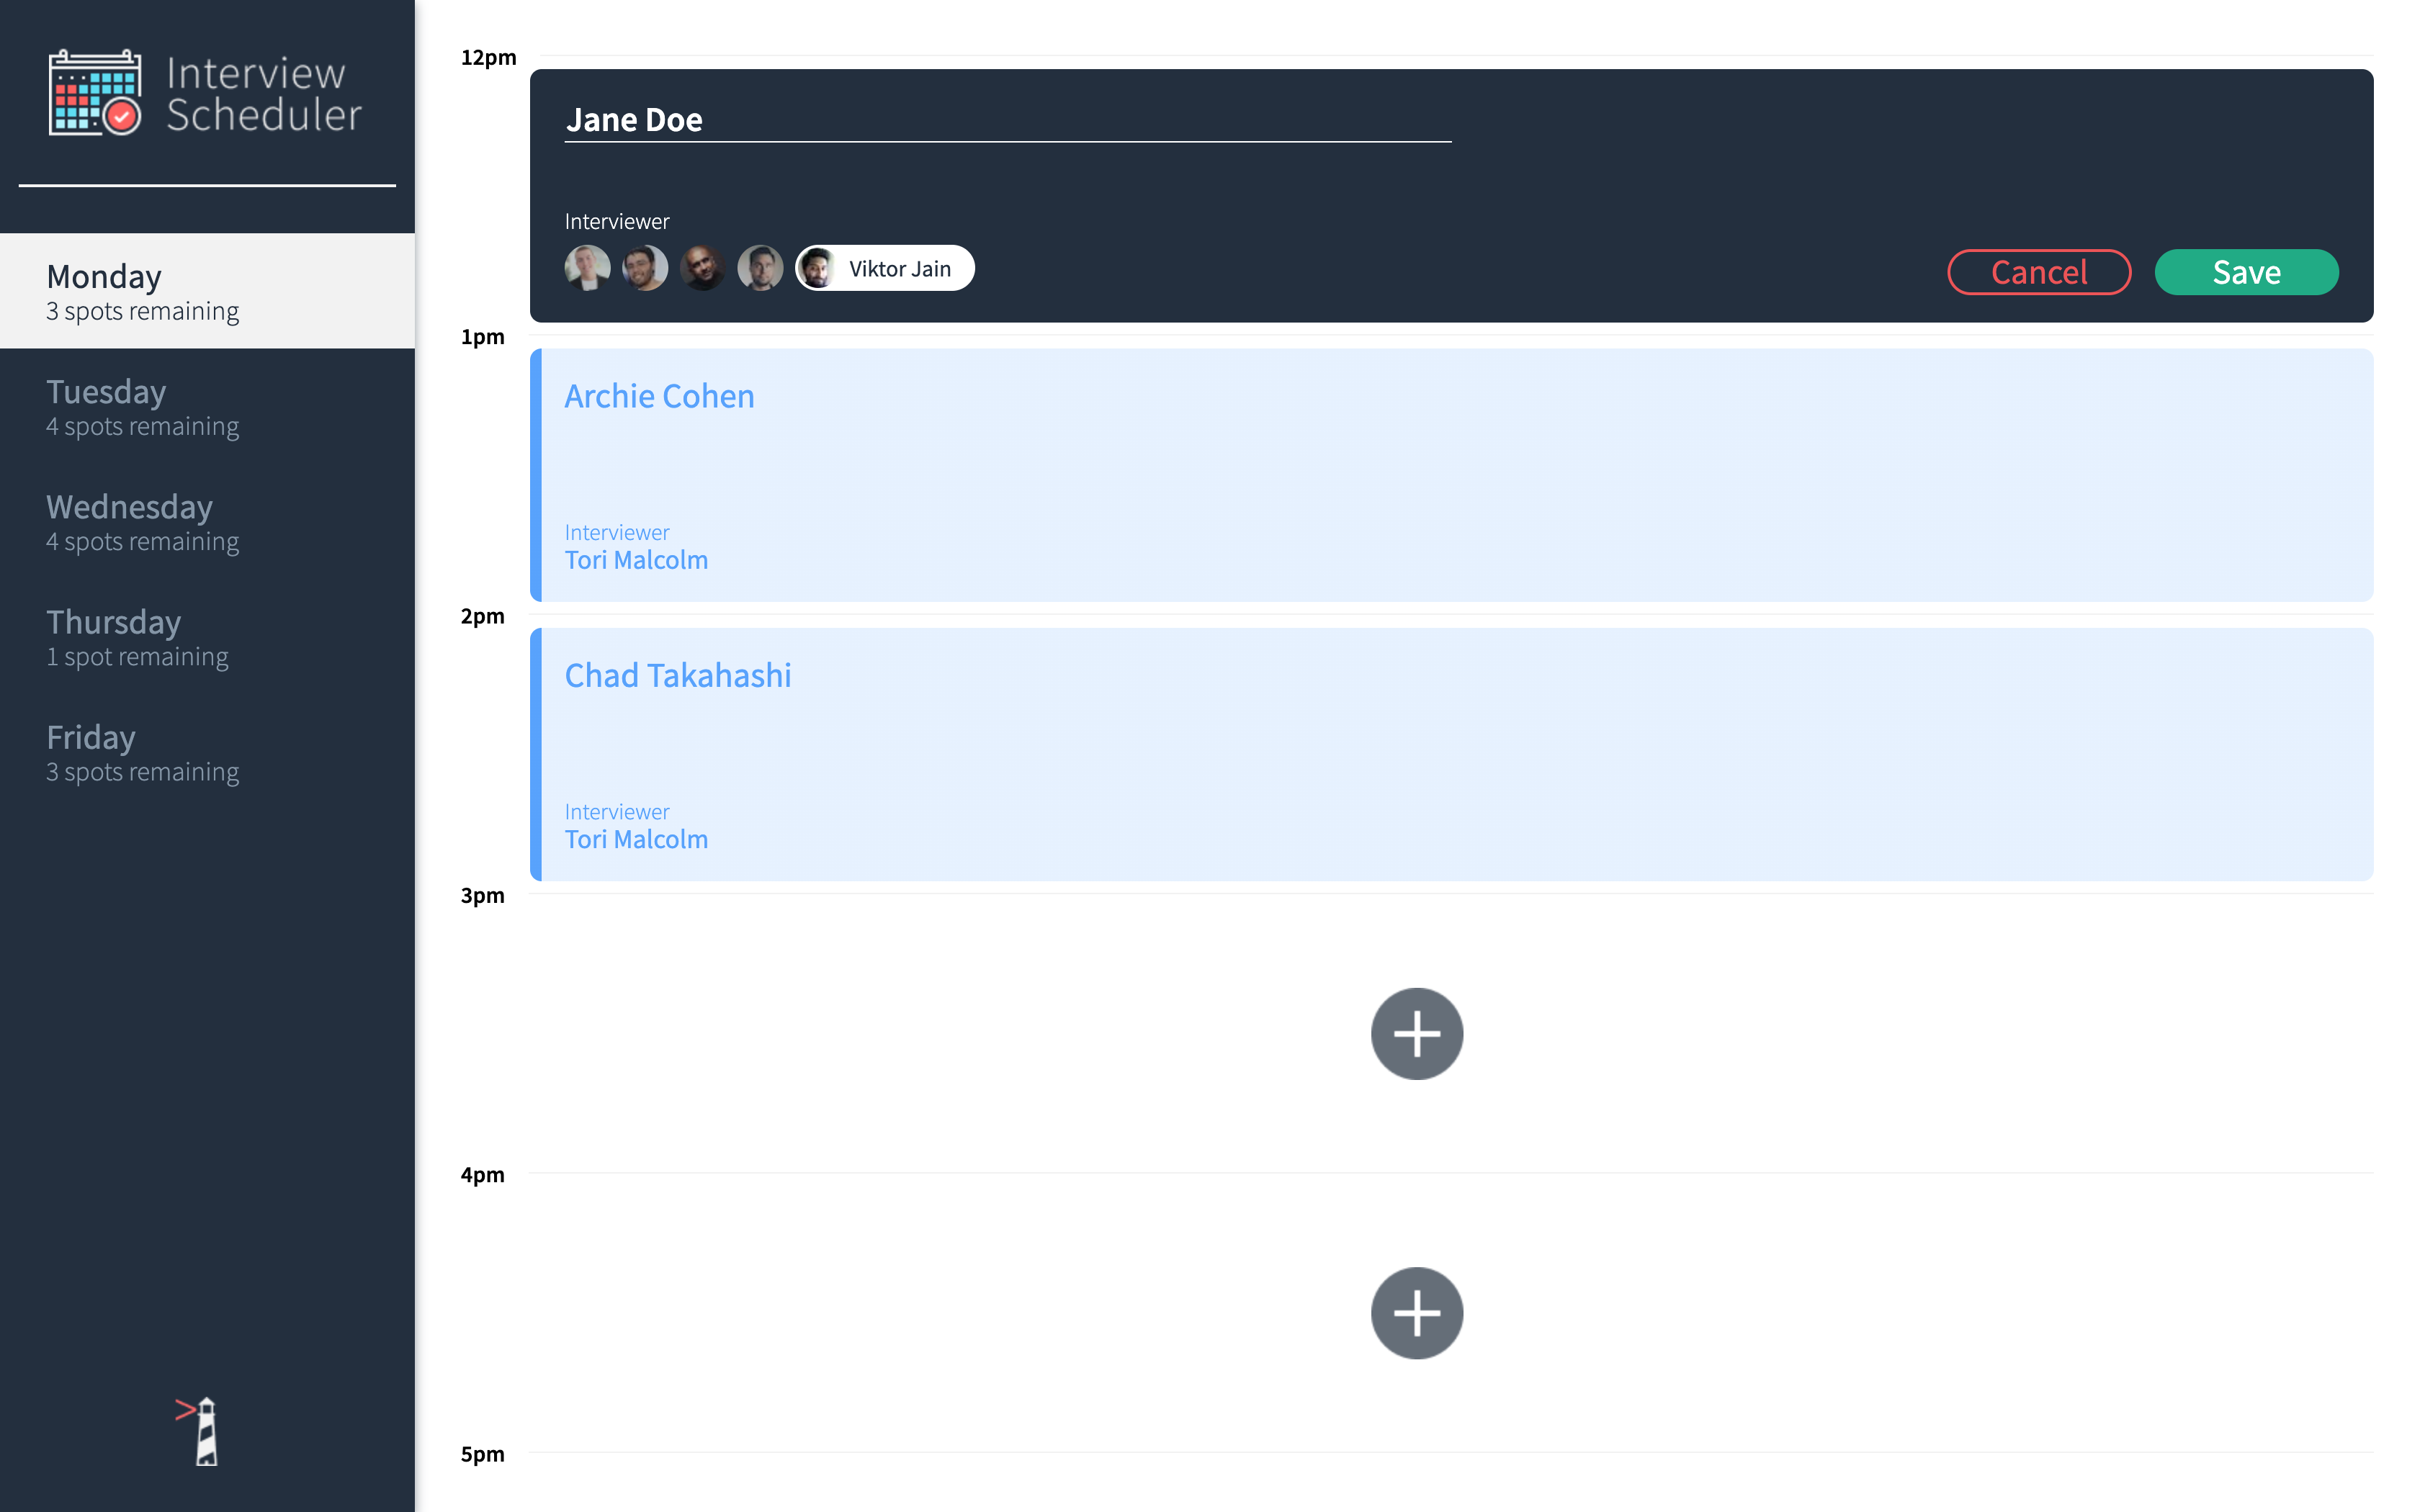 Interview
Scheduler
Monday
3 spots remaining
Tuesday
4 spots remaining
Wednesday
4 spots remaining
Thursday
1 spot remaining
Friday
3 spots remaining
12pm
Jane Doe
Interviewer
Viktor Jain
Cancel
Save
1pm
Archie Cohen
Interviewer
Tori Malcolm
2pm
Chad Takahashi
Interviewer
Tori Malcolm
3pm
4pm
5pm